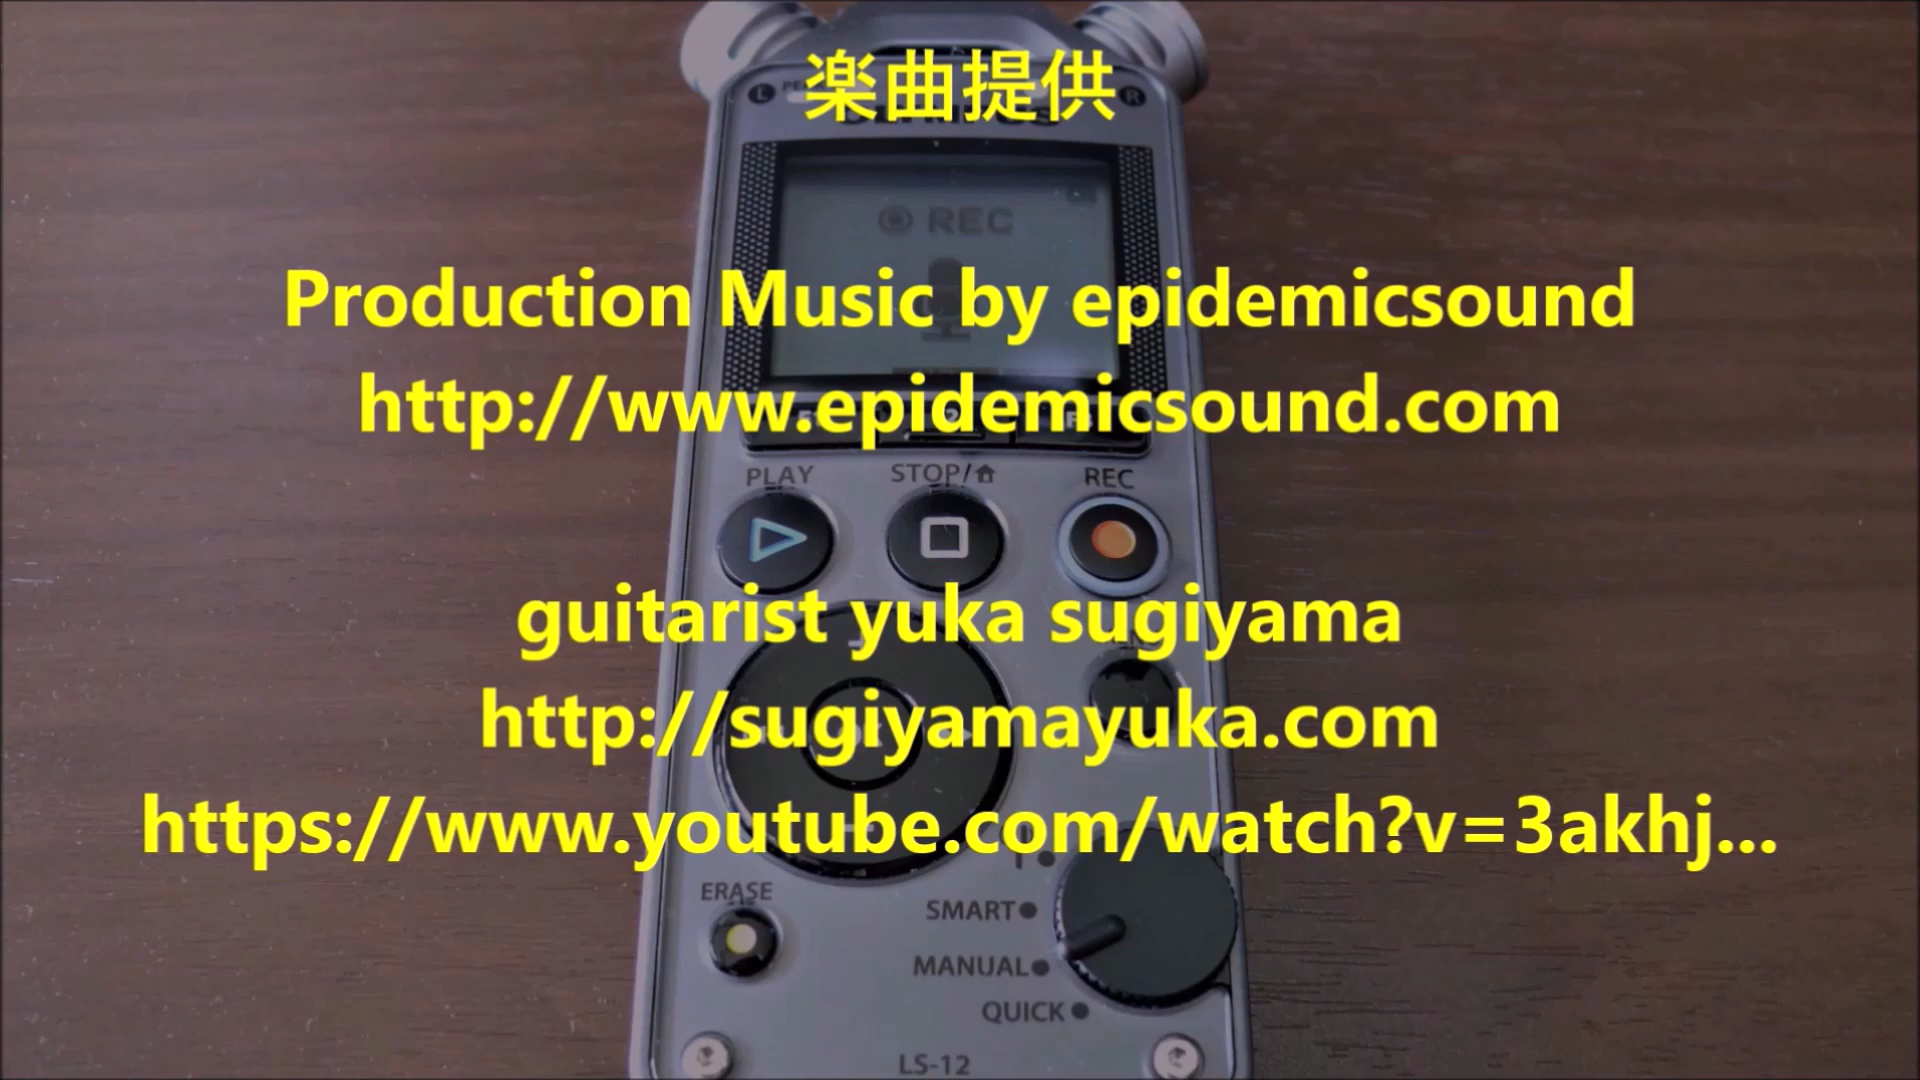 楽曲提供
L
R
REC
Production Music by epidemicsound
http://www.epidemicsound.com
PLAY STOP/ REC
guitarist yuka sugiyama
http://sugiyamayuka.com
https://www.youtube.com/watch?v=3akhj...
ERASE
SMART
MANUAL
QUICK
LS-12